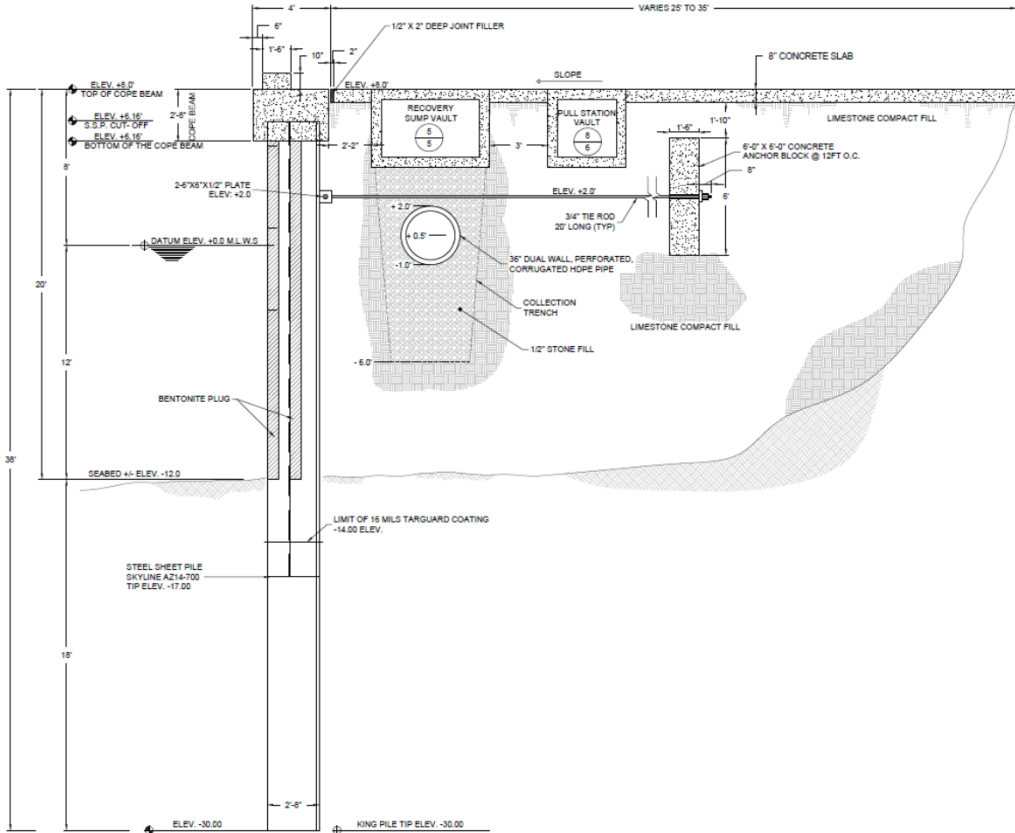 4'
VARIES 25' TO 35'
6"
1/2" X 2" DEEP JOINT FILLER
1'-6"
10"
2"
8" CONCRETE SLAB
SLOPE
ELEV. +8.0'
TOP OF COPE BEAM
ELEV. +8.0'
2'-8"
COPE BEAM
RECOVERY
SUMP VAULT
5
5
PULL STATION
VAULT
8
6
ELEV. +6.16'
S.S.P. CUT- OFF
ELEV. +6.16'
BOTTOM OF THE COPE BEAM
1'-10"
LIMESTONE COMPACT FILL
1'-6"
2'-2"
3'
6'-0" X 6'-0" CONCRETE
ANCHOR BLOCK @ 12FT O.C.
8'
8"
2-6"X6"X1/2" PLATE
ELEV: +2.0
ELEV. +2.0'
6'
3/4" TIE ROD
20' LONG (TYP)
+ 2.0'
+ 0.5'
-1.0'
DATUM ELEV. +0.0 M.L.W.S
36" DUAL WALL, PERFORATED,
CORRUGATED HDPE PIPE
20'
COLLECTION
TRENCH
LIMESTONE COMPACT FILL
1/2" STONE FILL
- 6.0'
12'
BENTONITE PLUG
38'
SEABED +/- ELEV. -12.0
LIMIT OF 16 MILS TARGUARD COATING
-14.00 ELEV.
STEEL SHEET PILE
SKYLINE AZ14-700
TIP ELEV. -17.00
18'
2'-8"
ELEV. -30.00
KING PILE TIP ELEV. -30.00